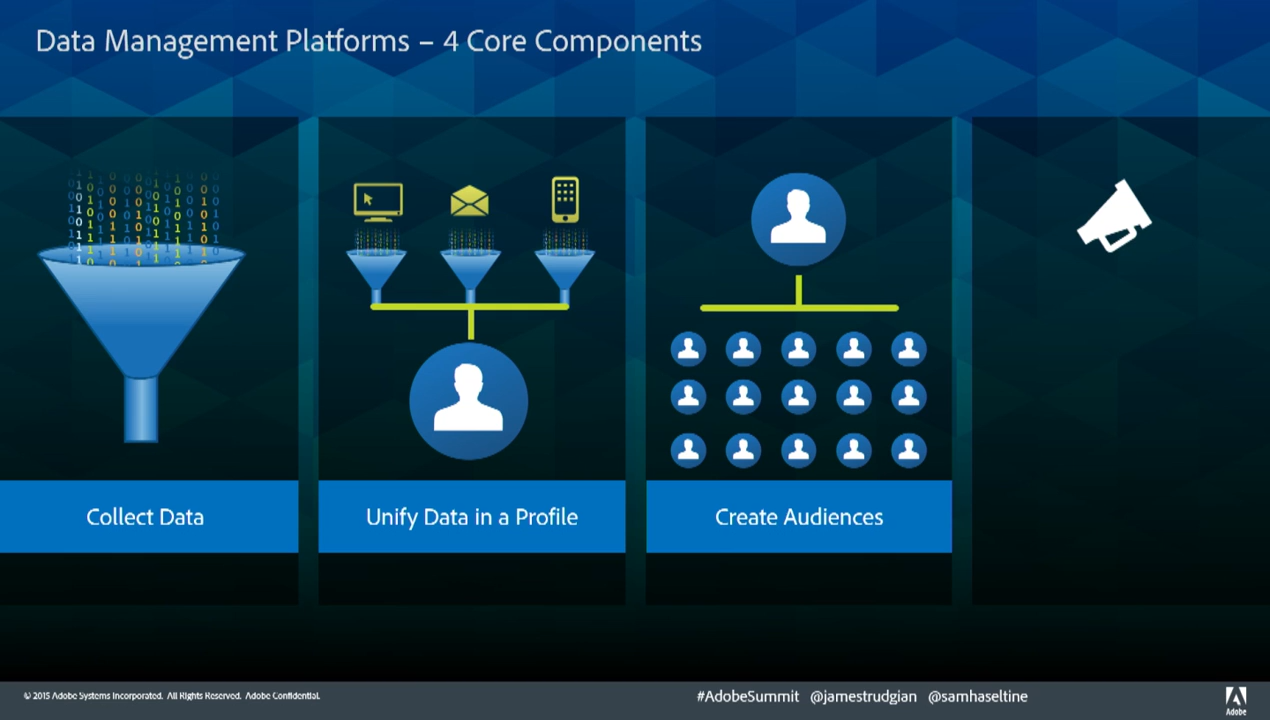 Data Management Platforms – 4 Core Components
Collect Data
Unify Data in a Profile
Create Audiences
© 2015 Adobe Systems Incorporated. All Rights Reserved. Adobe Confidential.
#AdobeSummit @jamestrudgian @samhaseltine
Adobe